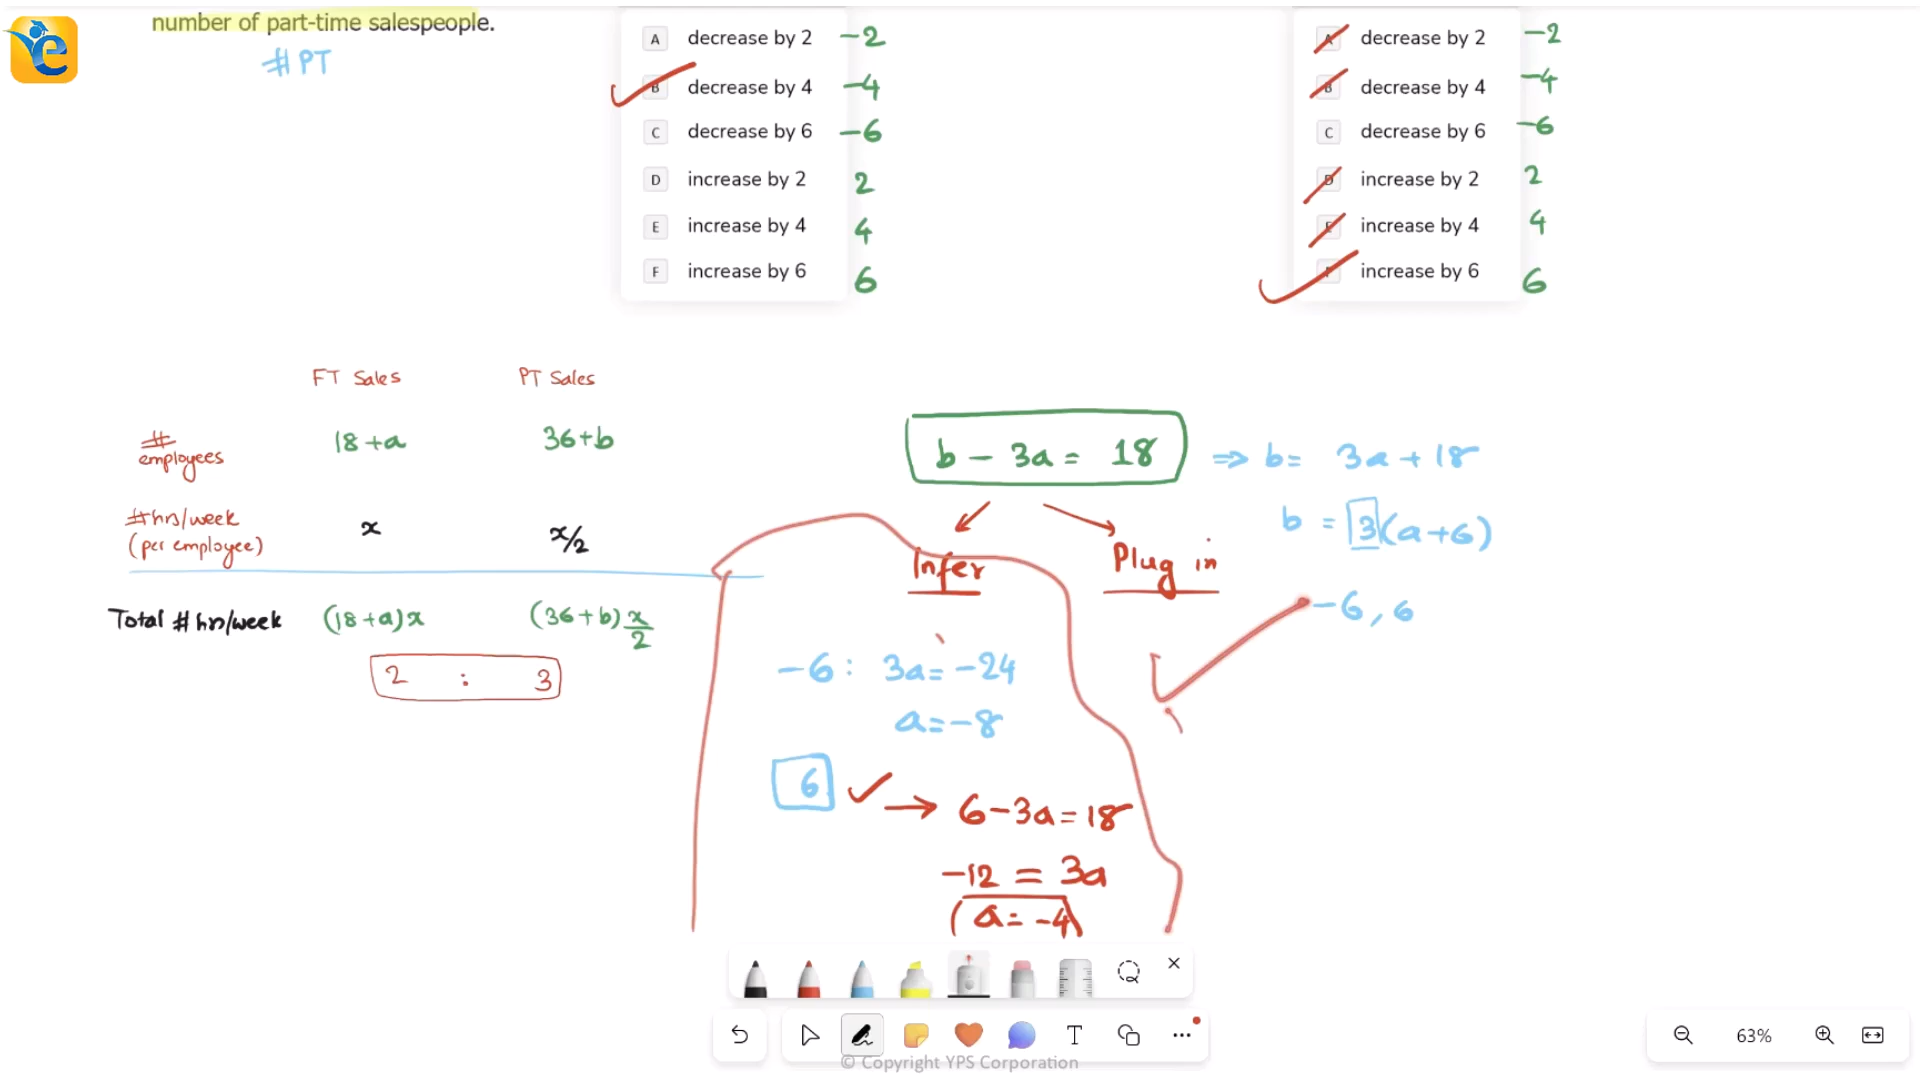 number of part-time salespeople.
# PT
A decrease by 2 -2
B decrease by 4 -4
C decrease by 6 -6
D increase by 2 2
E increase by 4 4
F increase by 6 6
A decrease by 2 -2
B decrease by 4 -4
C decrease by 6 -6
D increase by 2 2
E increase by 4 4
increase by 6 6
FT Sales PT Sales
# employees 18+a 36+b
#hrs/week (per employee) x x/2
Total # hrs/week (18+a)x (36+b)x/2
2 : 3
b - 3a = 18 ⇒ b = 3a + 18
b = 3(a+6)
Infer
Plug in
-6, 6
-6 : 3a = -24
a = -8
6 → 6-3a=18
-12 = 3a
a = -4
T
63%
© Copyright YPS Corporation